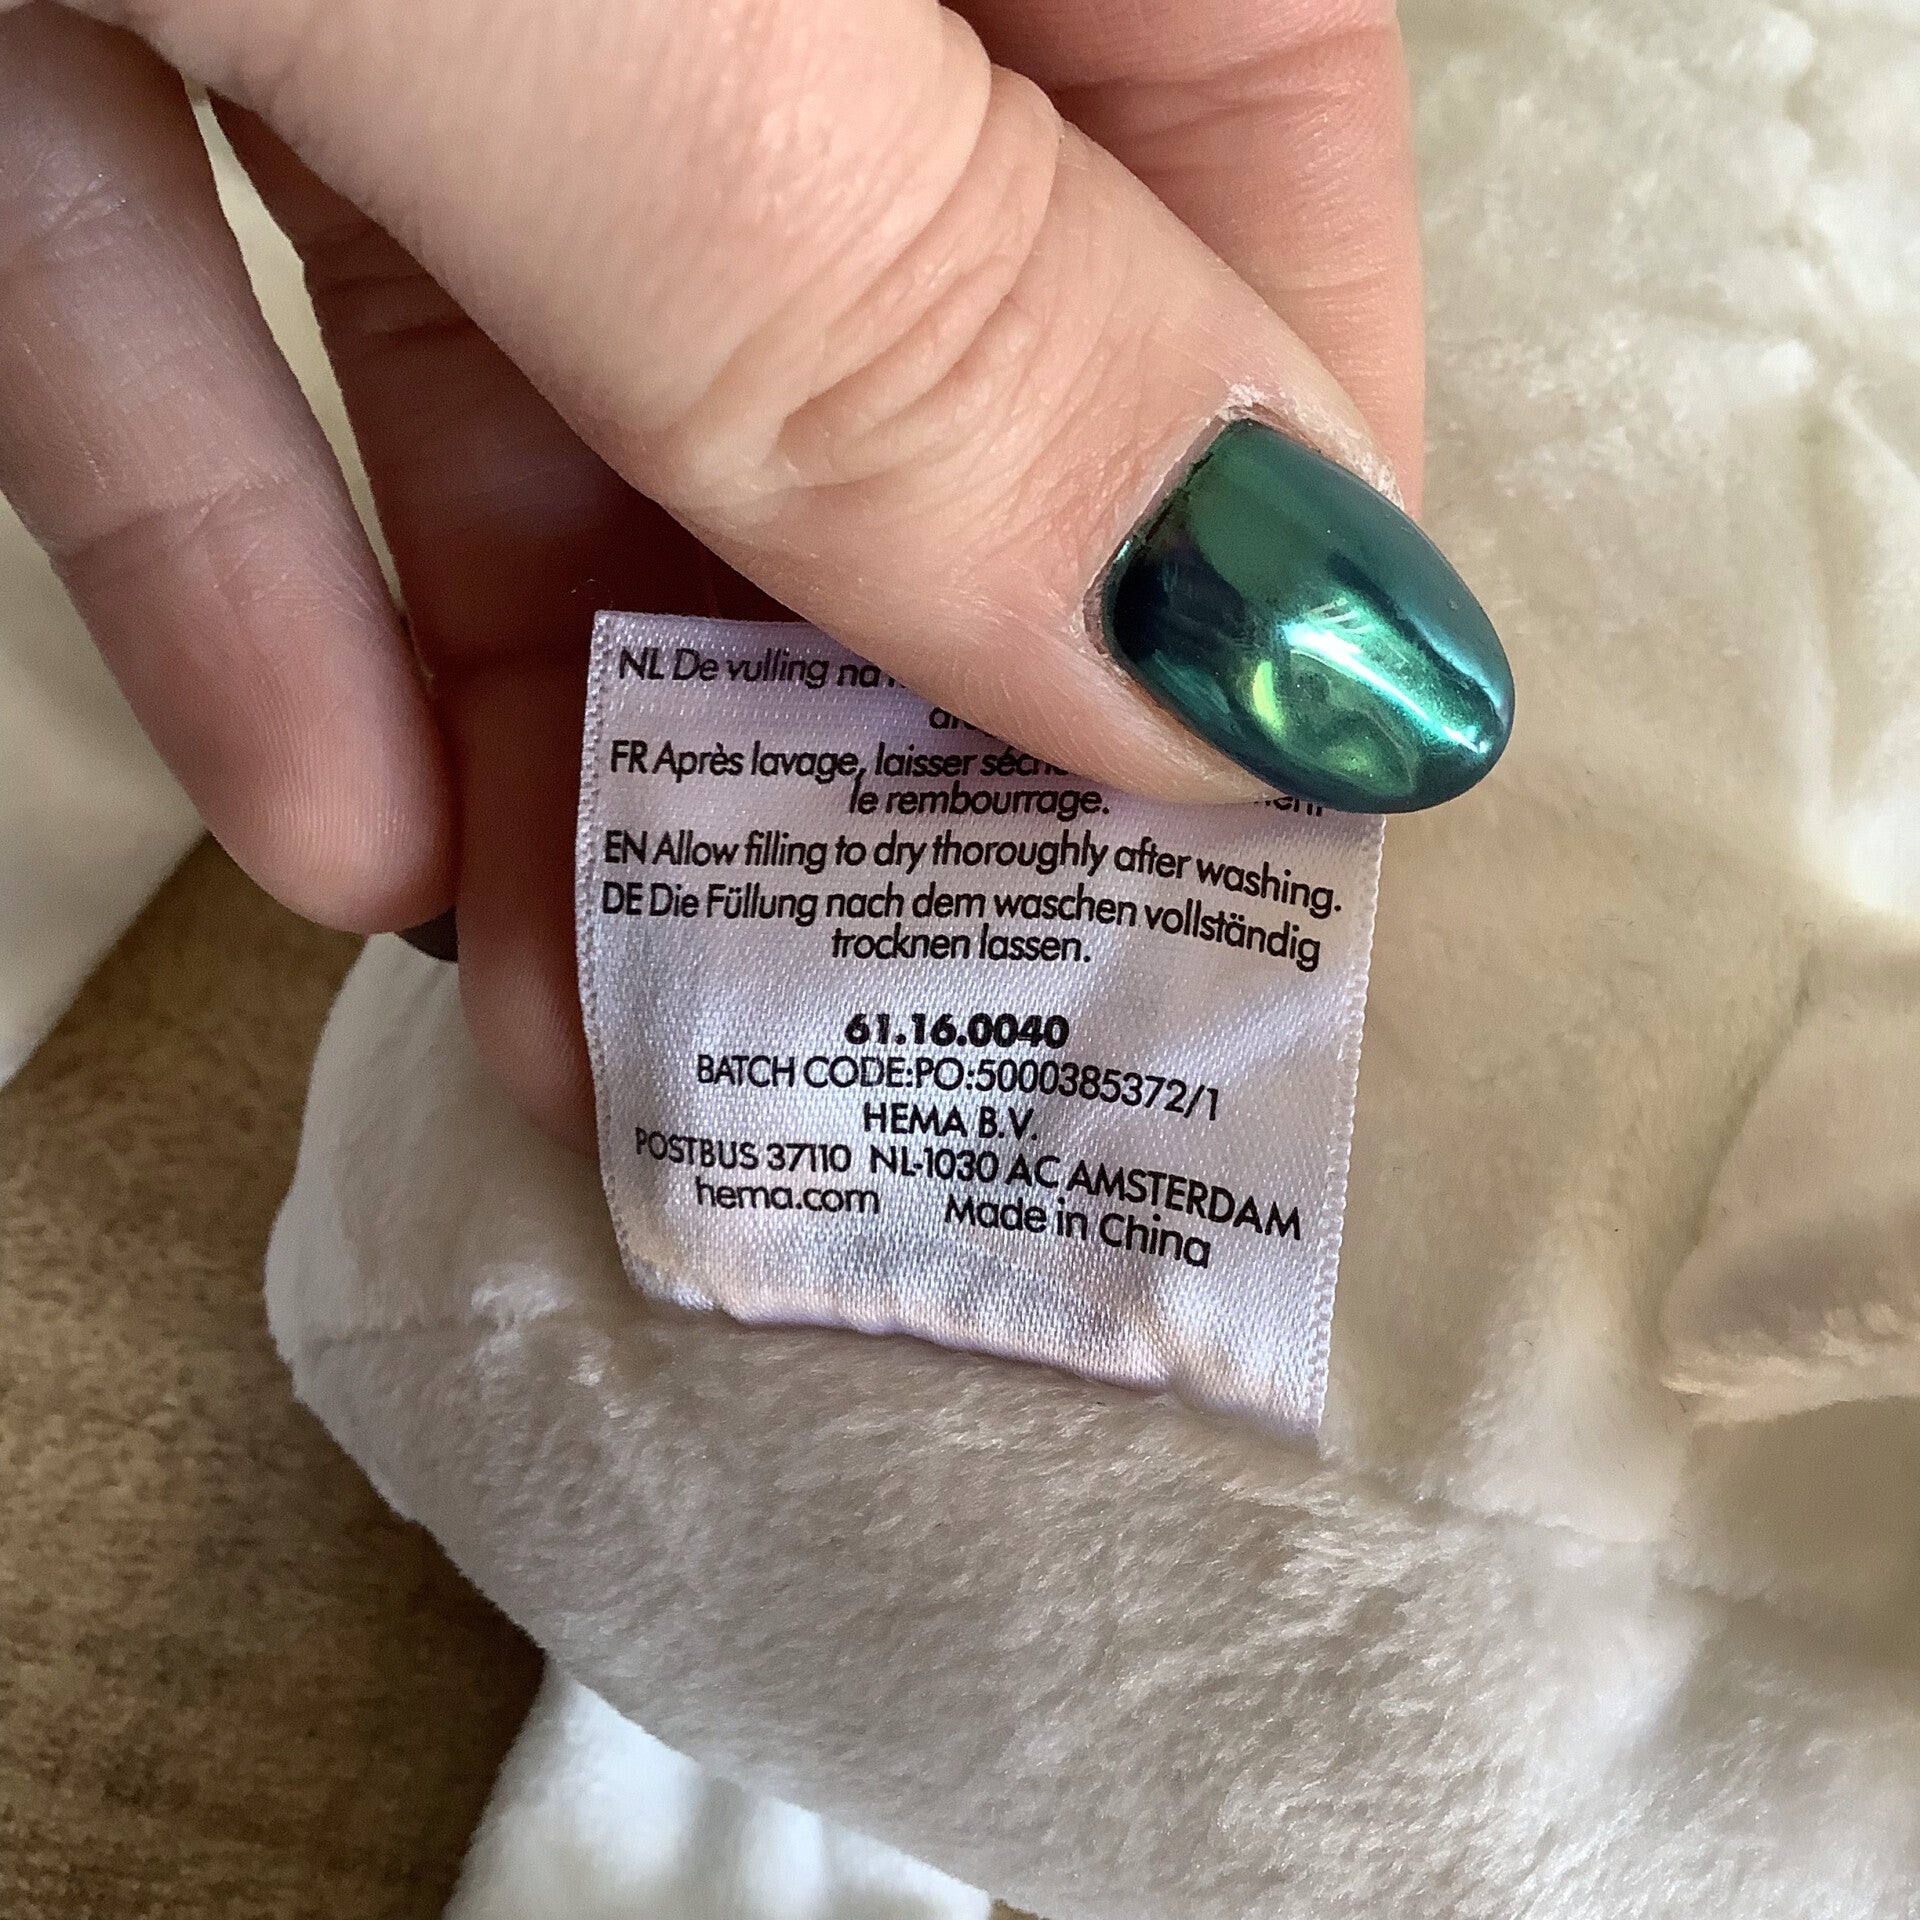 NL De vulling
FR Après lavage, laisser
le rembourrage.
EN Allow filling to dry thoroughly after washing.
DE Die Füllung nach dem waschen vollständig
trocknen lassen.
61.16.0040
BATCH CODE:PO:5000385372/1
HEMA B.V.
POSTBUS 37110 NL-1030 AC AMSTERDAM
hema.com Made in China